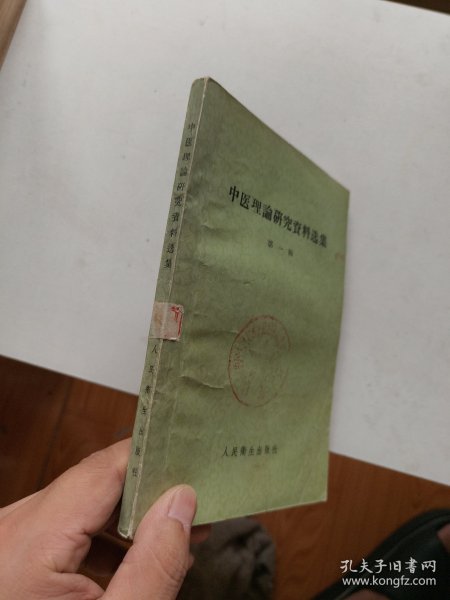 中医理論研究資料选集
人民衛生出版社
中医理論研究資料选集
第一輯
人民衛生出版社
孔夫子旧书网
www.kongfz.com